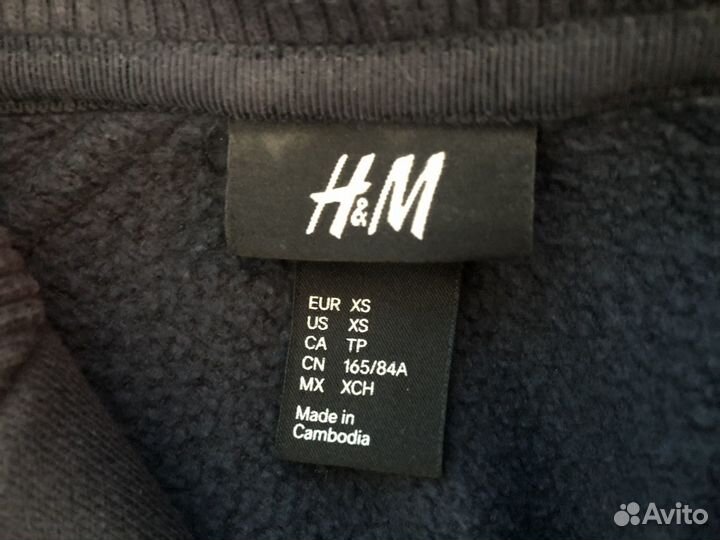 H&M
EUR XS
US XS
CA TP
CN 165/84A
MX XCH
Made in
Cambodia
Avito